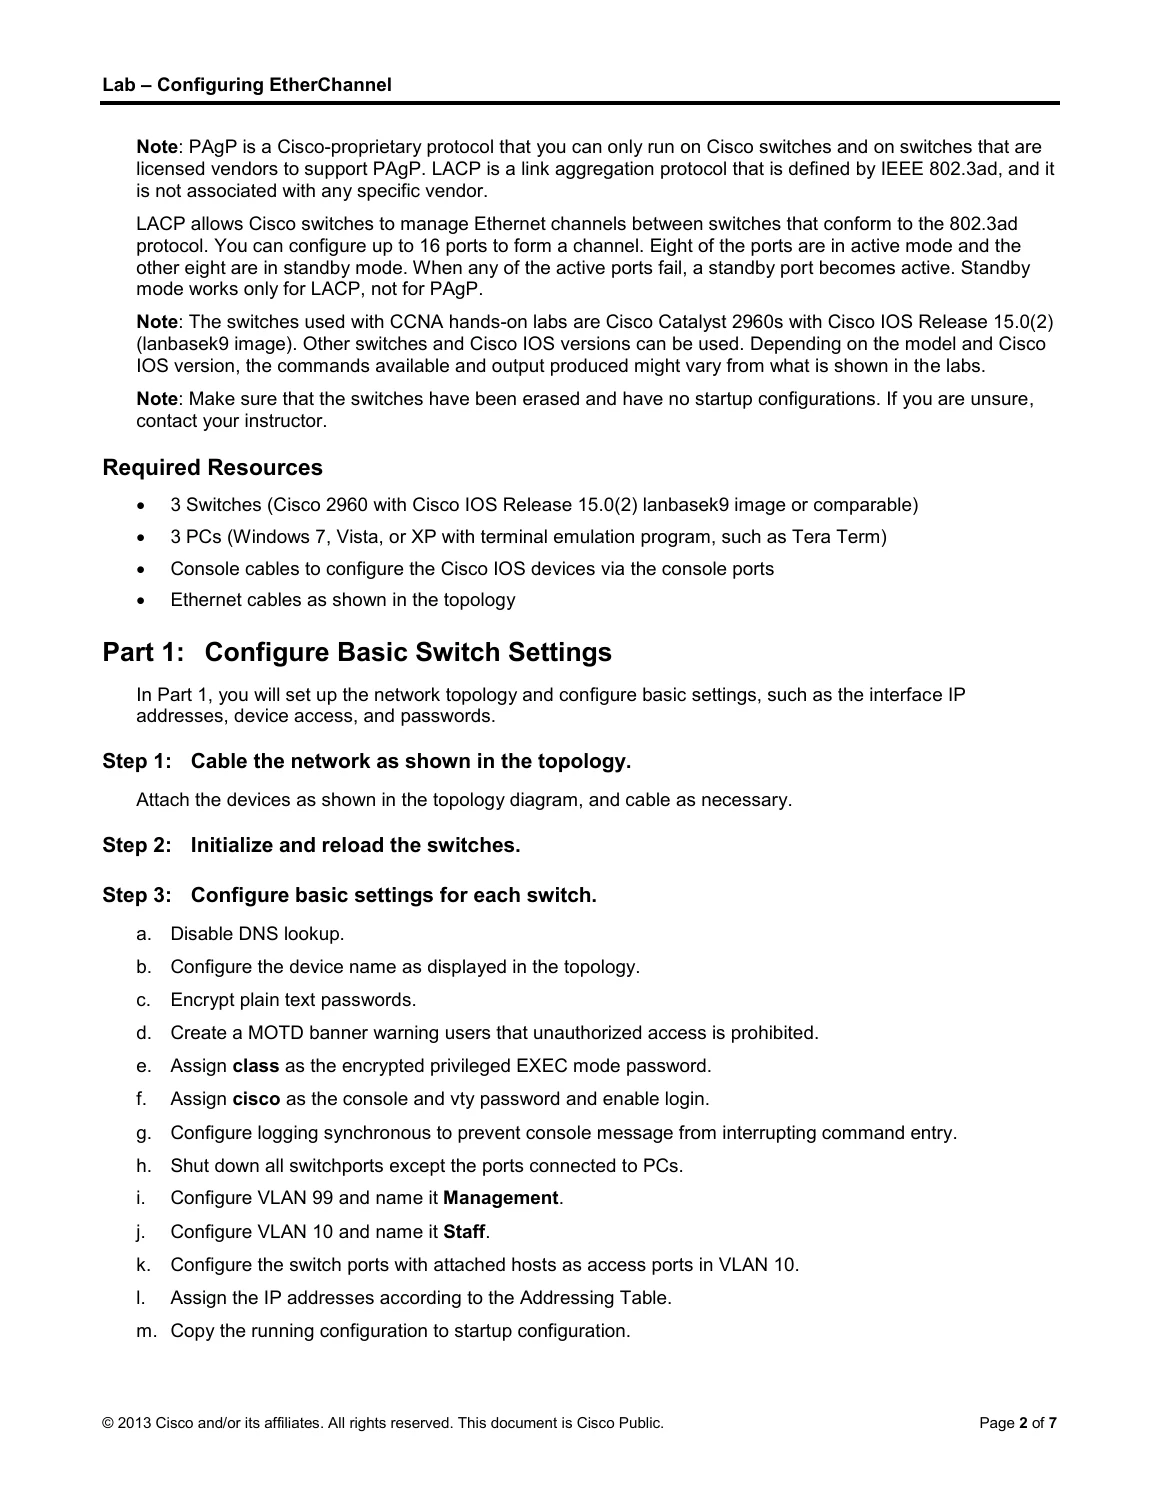 Lab – Configuring EtherChannel
Note: PAgP is a Cisco-proprietary protocol that you can only run on Cisco switches and on switches that are
licensed vendors to support PAgP. LACP is a link aggregation protocol that is defined by IEEE 802.3ad, and it
is not associated with any specific vendor.
LACP allows Cisco switches to manage Ethernet channels between switches that conform to the 802.3ad
protocol. You can configure up to 16 ports to form a channel. Eight of the ports are in active mode and the
other eight are in standby mode. When any of the active ports fail, a standby port becomes active. Standby
mode works only for LACP, not for PAgP.
Note: The switches used with CCNA hands-on labs are Cisco Catalyst 2960s with Cisco IOS Release 15.0(2)
(lanbasek9 image). Other switches and Cisco IOS versions can be used. Depending on the model and Cisco
IOS version, the commands available and output produced might vary from what is shown in the labs.
Note: Make sure that the switches have been erased and have no startup configurations. If you are unsure,
contact your instructor.
Required Resources
• 3 Switches (Cisco 2960 with Cisco IOS Release 15.0(2) lanbasek9 image or comparable)
• 3 PCs (Windows 7, Vista, or XP with terminal emulation program, such as Tera Term)
• Console cables to configure the Cisco IOS devices via the console ports
• Ethernet cables as shown in the topology
Part 1: Configure Basic Switch Settings
In Part 1, you will set up the network topology and configure basic settings, such as the interface IP
addresses, device access, and passwords.
Step 1: Cable the network as shown in the topology.
Attach the devices as shown in the topology diagram, and cable as necessary.
Step 2: Initialize and reload the switches.
Step 3: Configure basic settings for each switch.
a. Disable DNS lookup.
b. Configure the device name as displayed in the topology.
c. Encrypt plain text passwords.
d. Create a MOTD banner warning users that unauthorized access is prohibited.
e. Assign class as the encrypted privileged EXEC mode password.
f. Assign cisco as the console and vty password and enable login.
g. Configure logging synchronous to prevent console message from interrupting command entry.
h. Shut down all switchports except the ports connected to PCs.
i. Configure VLAN 99 and name it Management.
j. Configure VLAN 10 and name it Staff.
k. Configure the switch ports with attached hosts as access ports in VLAN 10.
l. Assign the IP addresses according to the Addressing Table.
m. Copy the running configuration to startup configuration.
© 2013 Cisco and/or its affiliates. All rights reserved. This document is Cisco Public. Page 2 of 7